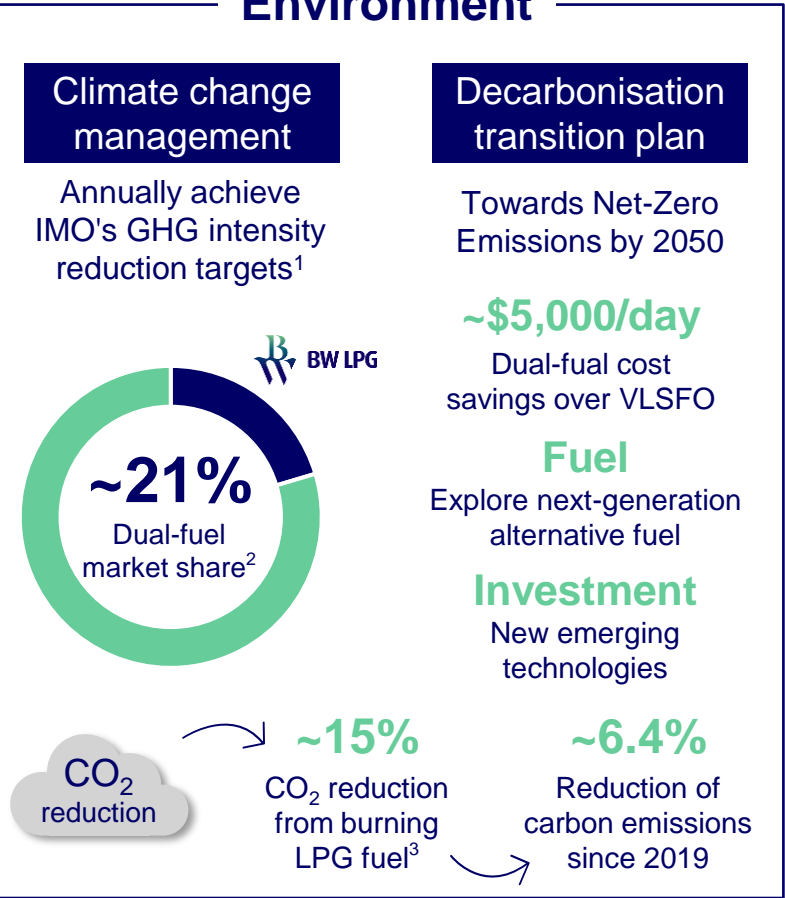 Environment
Climate change
management
Annually achieve
IMO's GHG intensity
reduction targets¹
BW LPG
~21%
Dual-fuel
market share²
Decarbonisation
transition plan
Towards Net-Zero
Emissions by 2050
~$5,000/day
Dual-fual cost
savings over VLSFO
Fuel
Explore next-generation
alternative fuel
Investment
New emerging
technologies
CO₂
reduction
~15%
CO₂ reduction
from burning
LPG fuel³
~6.4%
Reduction of
carbon emissions
since 2019